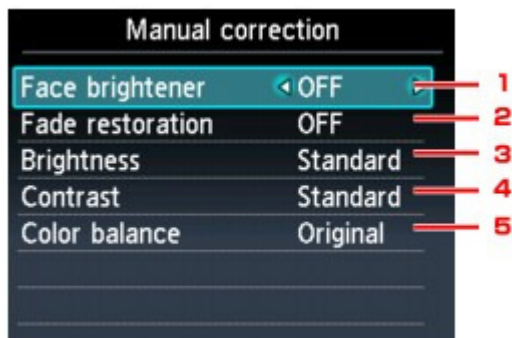 Manual correction
Face brightener OFF 1
Fade restoration OFF 2
Brightness Standard 3
Contrast Standard 4
Color balance Original 5